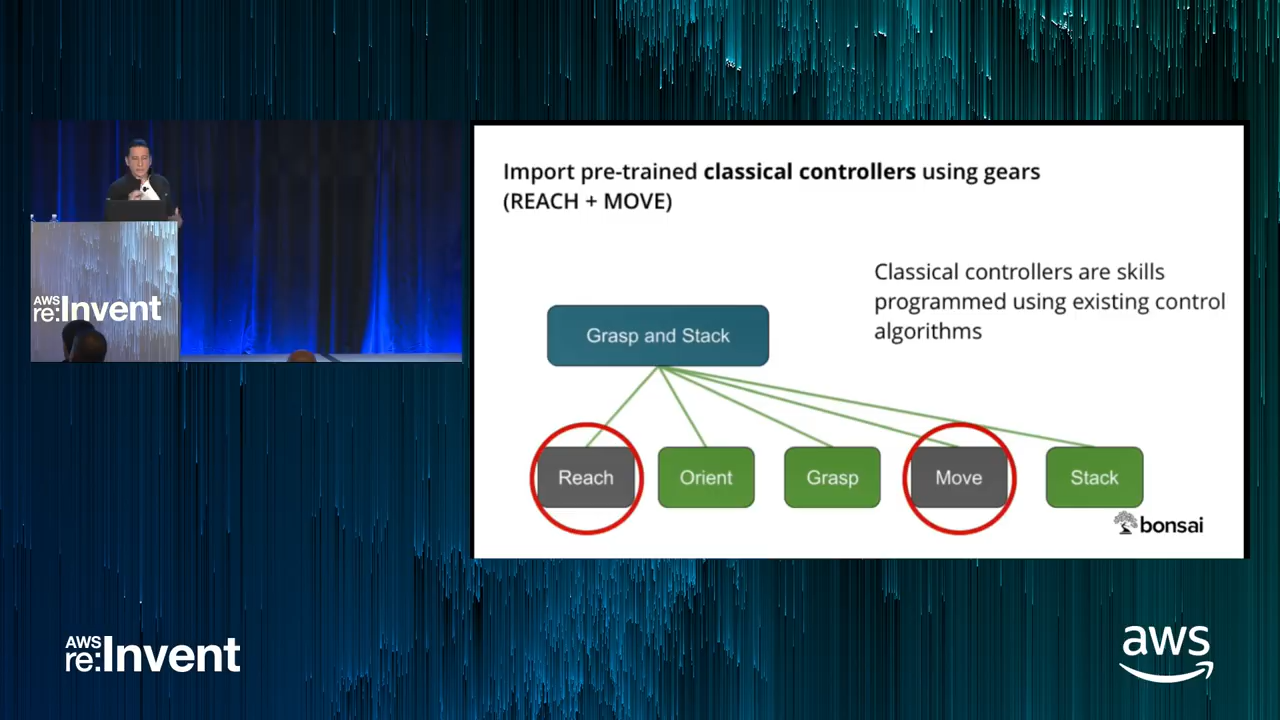 Import pre-trained classical controllers using gears
(REACH + MOVE)
Classical controllers are skills
programmed using existing control
algorithms
Grasp and Stack
Reach
Orient
Grasp
Move
Stack
bonsai
AWS
re:Invent
AWS
re:Invent
aws